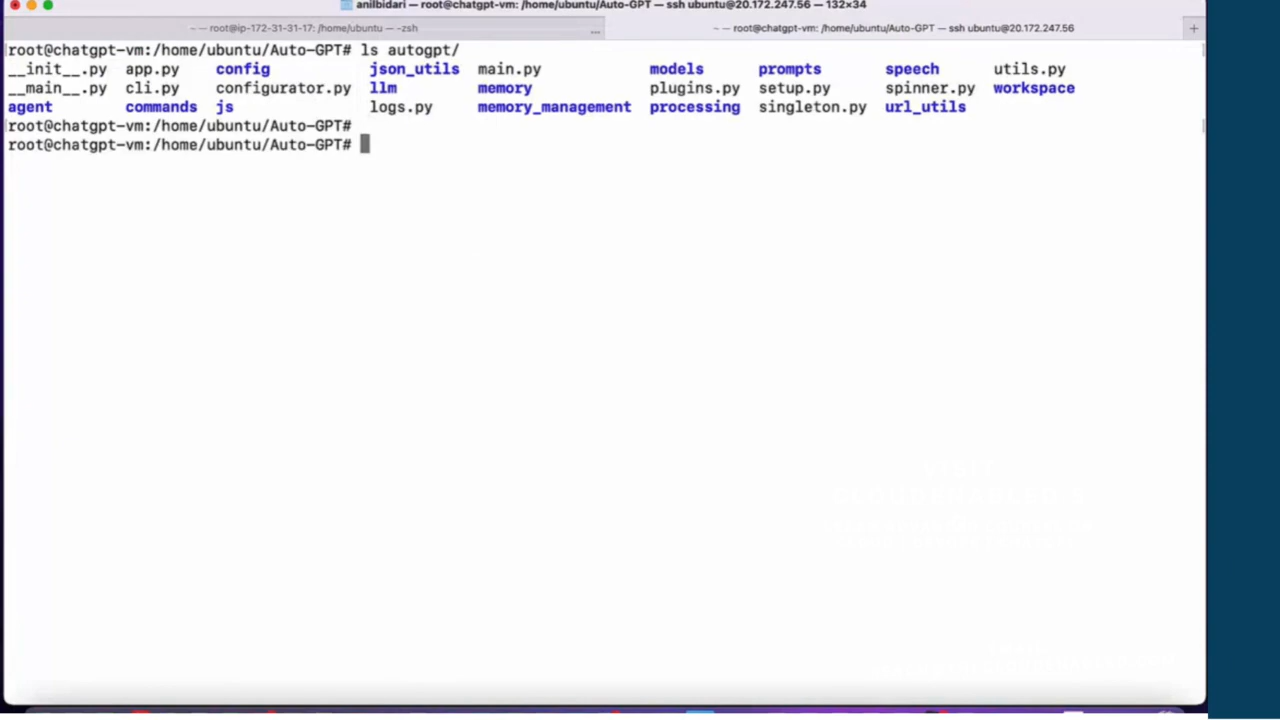 anilbidari — root@chatgpt-vm: /home/ubuntu/Auto-GPT — ssh ubuntu@20.172.247.56 — 132×34
~ — root@ip-172-31-31-17: /home/ubuntu — -zsh ... ~ — root@chatgpt-vm: /home/ubuntu/Auto-GPT — ssh ubuntu@20.172.247.56 +
root@chatgpt-vm:/home/ubuntu/Auto-GPT# ls autogpt/
__init__.py app.py config json_utils main.py models prompts speech utils.py
__main__.py cli.py configurator.py llm memory plugins.py setup.py spinner.py workspace
agent commands js logs.py memory_management processing singleton.py url_utils
root@chatgpt-vm:/home/ubuntu/Auto-GPT#
root@chatgpt-vm:/home/ubuntu/Auto-GPT#